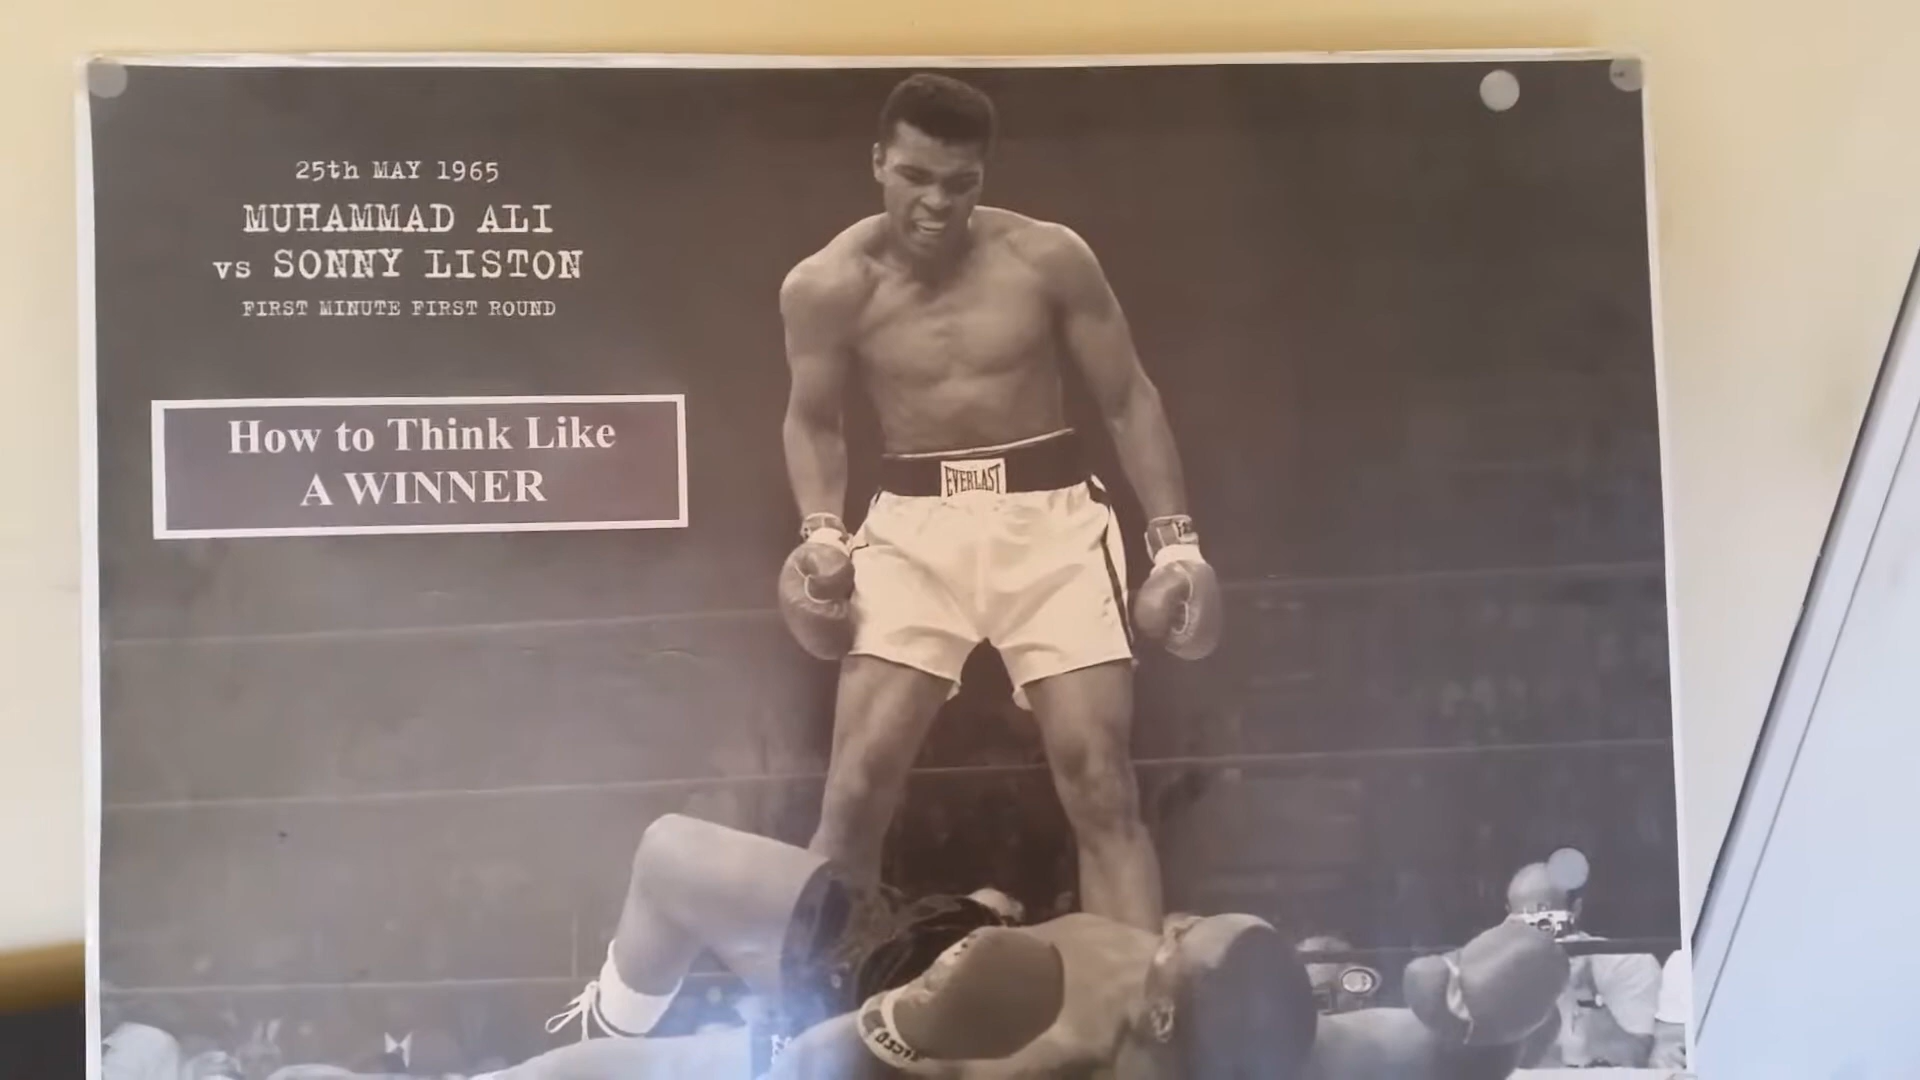 25th MAY 1965
MUHAMMAD ALI
vs SONNY LISTON
FIRST MINUTE FIRST ROUND
How to Think Like
A WINNER
EVERLAST